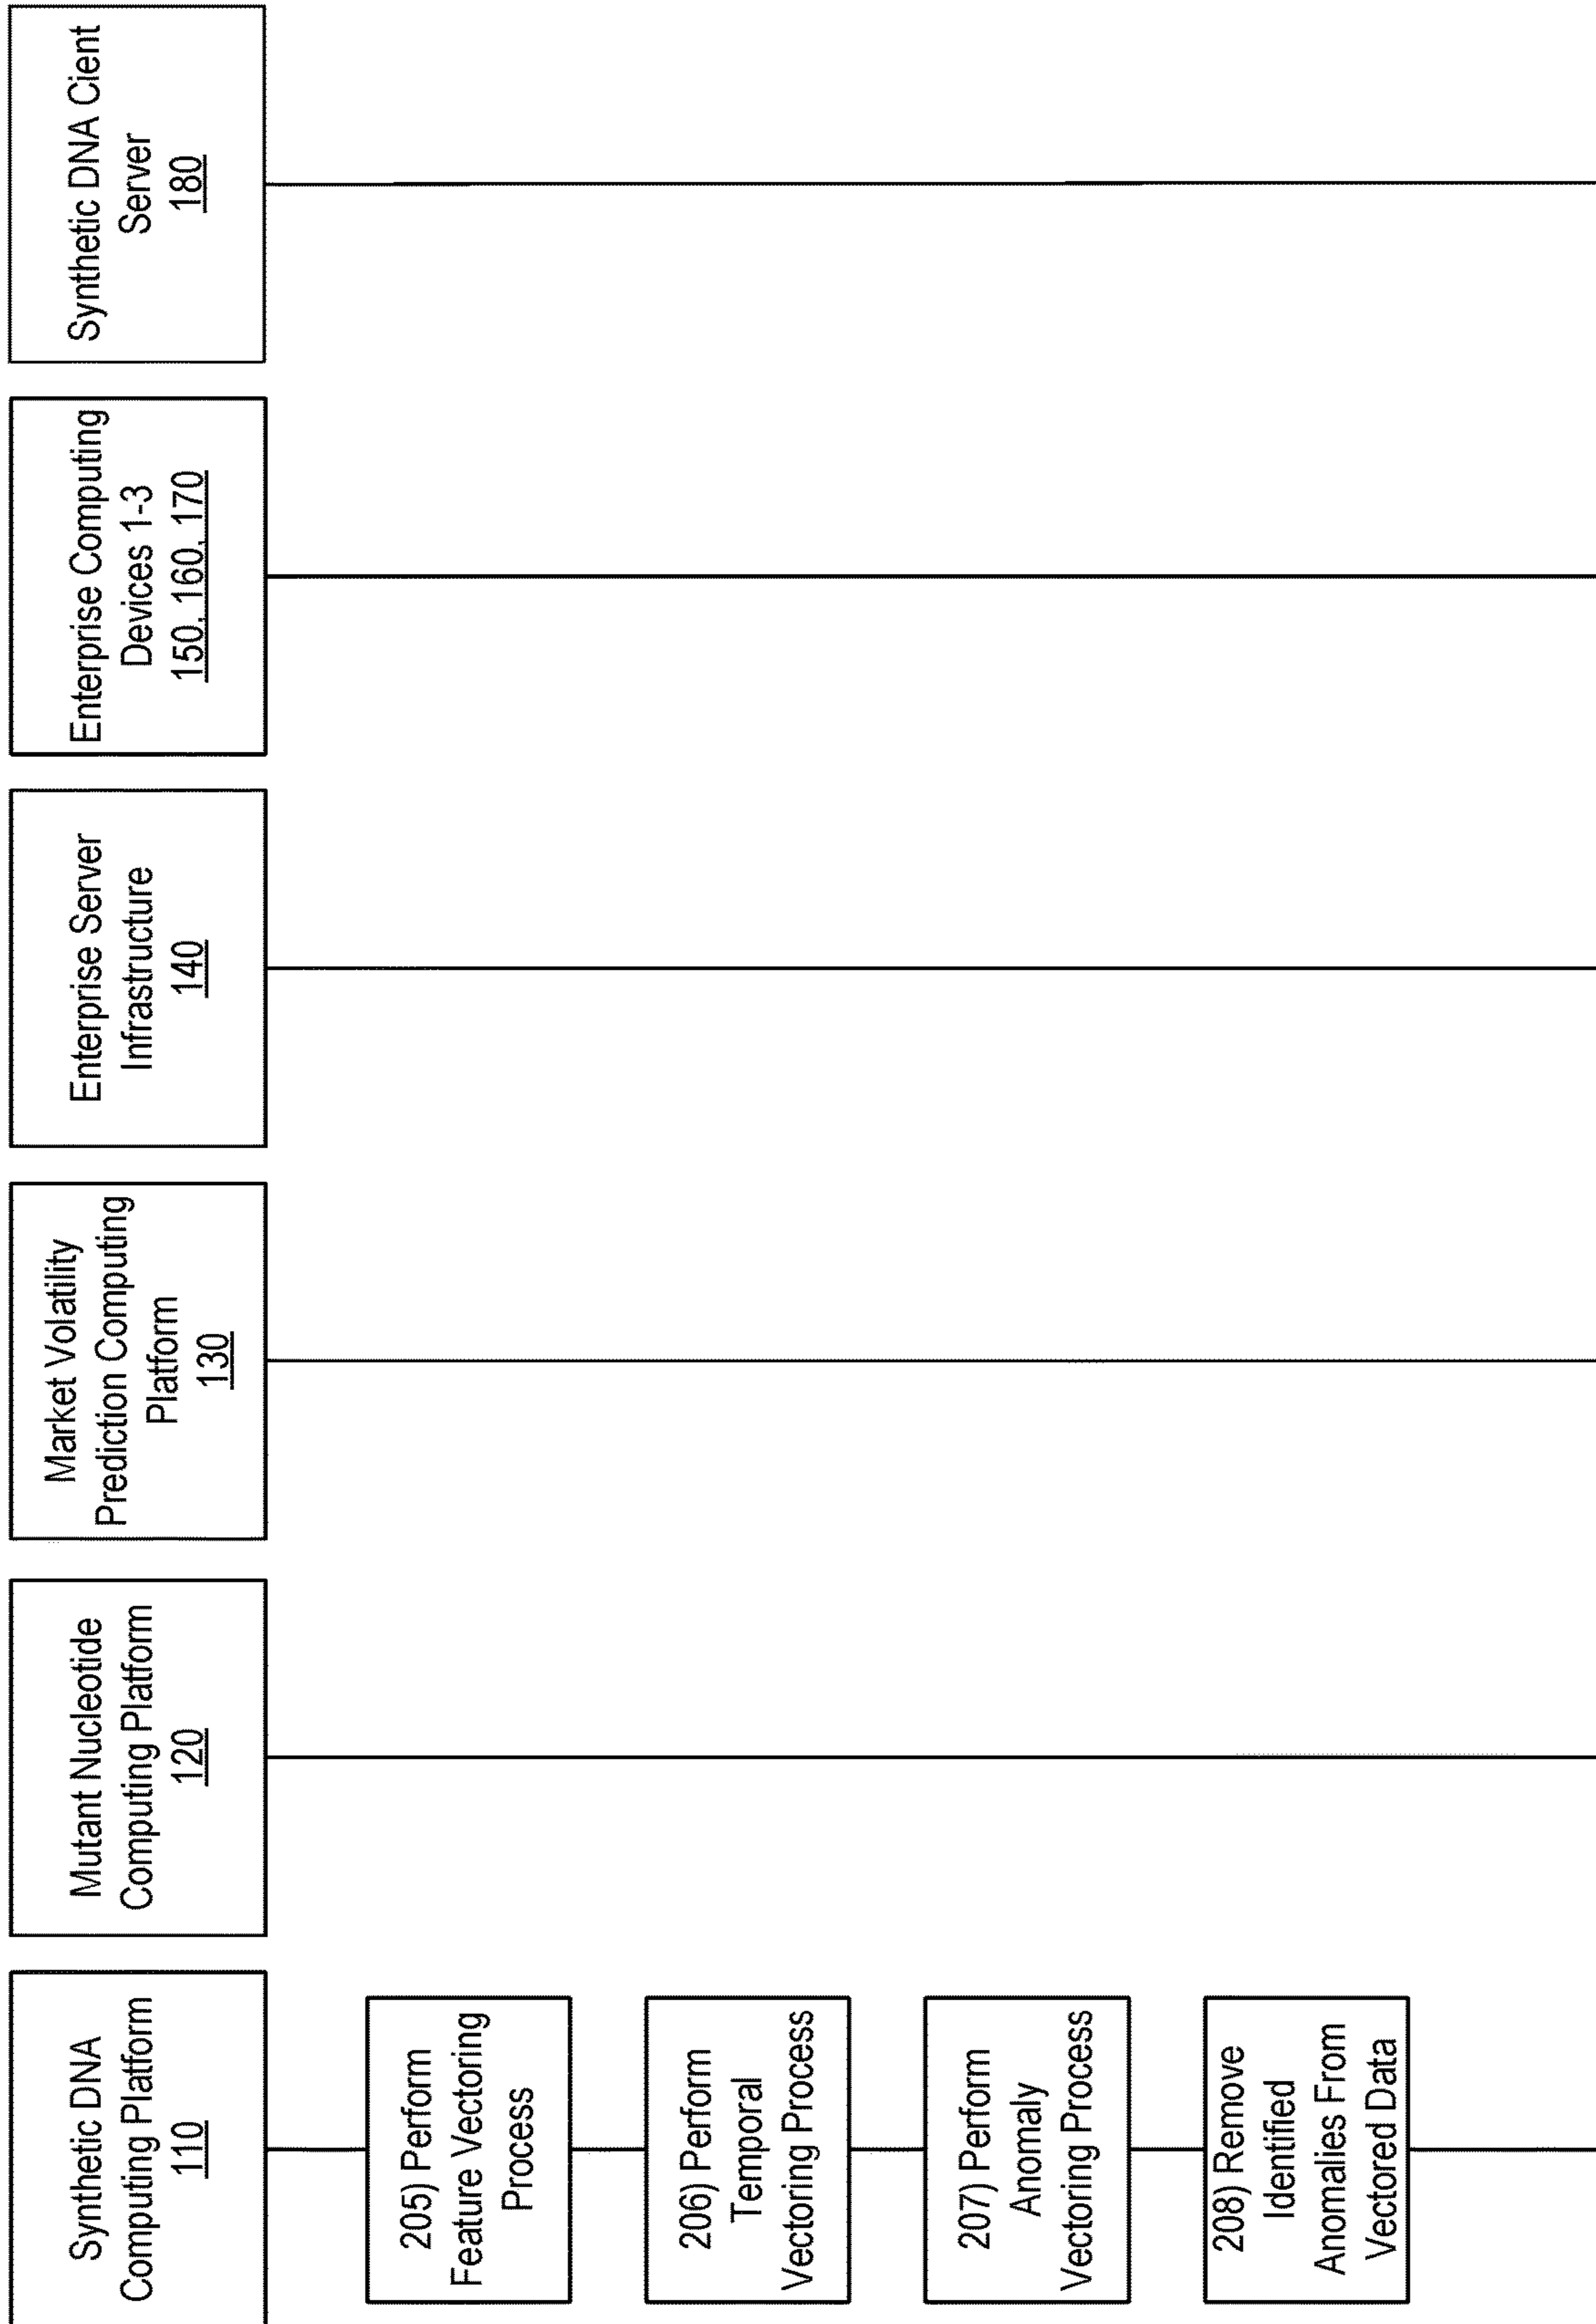 Synthetic DNA
Computing Platform
110
Mutant Nucleotide
Computing Platform
120
Market Volatility
Prediction Computing
Platform
130
Enterprise Server
Infrastructure
140
Enterprise Computing
Devices 1-3
150, 160, 170
Synthetic DNA Cient
Server
180
205) Perform
Feature Vectoring
Process
206) Perform
Temporal
Vectoring Process
207) Perform
Anomaly
Vectoring Process
208) Remove
Identified
Anomalies From
Vectored Data